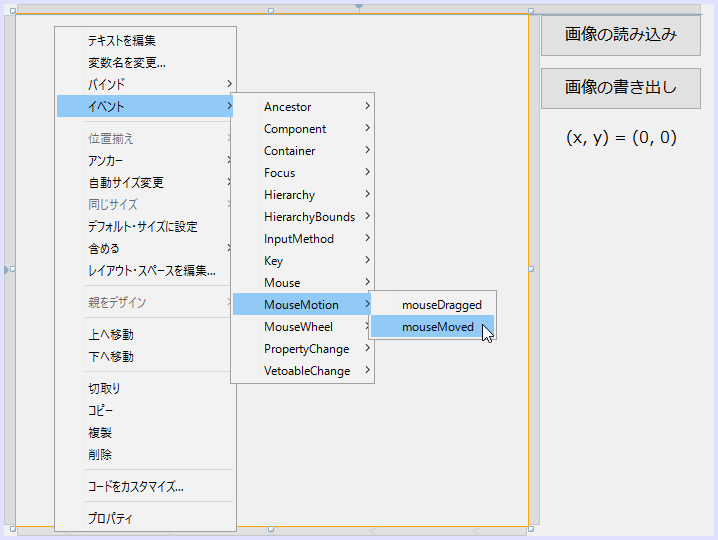 テキストを編集
変数名を変更...
バインド
イベント
位置揃え
アンカー
自動サイズ変更
同じサイズ
デフォルト・サイズに設定
含める
レイアウト・スペースを編集...
親をデザイン
上へ移動
下へ移動
切取り
コピー
複製
削除
コードをカスタマイズ...
プロパティ
Ancestor
Component
Container
Focus
Hierarchy
HierarchyBounds
InputMethod
Key
Mouse
MouseMotion
MouseWheel
PropertyChange
VetoableChange
mouseDragged
mouseMoved
画像の読み込み
画像の書き出し
(x, y) = (0, 0)